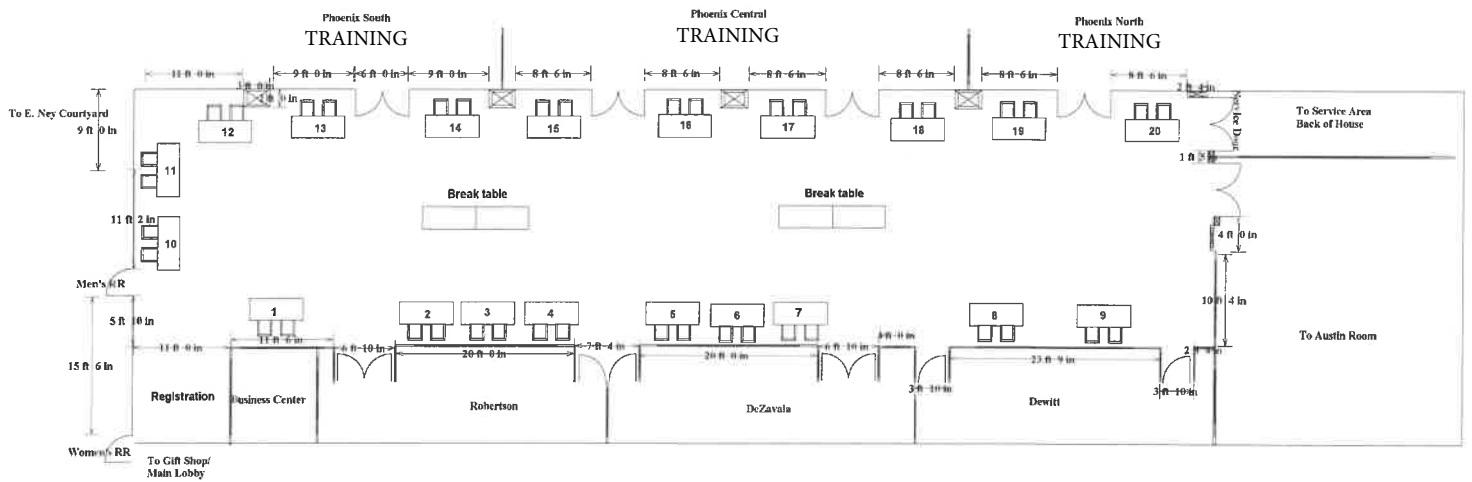 Phoenix South
TRAINING
Phoenix Central
TRAINING
Phoenix North
TRAINING
11 ft 0 in
9 ft 0 in
6 ft 0 in
9 ft 0 in
8 ft 6 in
8 ft 6 in
8 ft 6 in
8 ft 6 in
8 ft 6 in
8 ft 6 in
To E. Ney Courtyard
9 ft 0 in
12
13
14
15
16
17
18
19
20
To Service Area
Back of House
1 ft
11
Break table
Break table
11 ft 2 in
10
4 ft 0 in
Men's RR
5 ft 10 in
10 ft 4 in
1
2
3
4
5
6
7
8
9
11 ft 0 in
11 ft 6 in
6 ft 10 in
20 ft 0 in
7 ft 4 in
20 ft 0 in
6 ft 10 in
23 ft 9 in
To Austin Room
15 ft 6 in
3 ft 10 in
3 ft 10 in
Registration
Business Center
Robertson
DeZavala
Dewitt
Women's RR
To Gift Shop/
Main Lobby